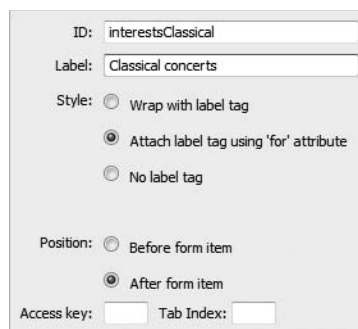 ID: interestsClassical
Label: Classical concerts
Style: Wrap with label tag
Attach label tag using 'for' attribute
No label tag
Position: Before form item
After form item
Access key: Tab Index: